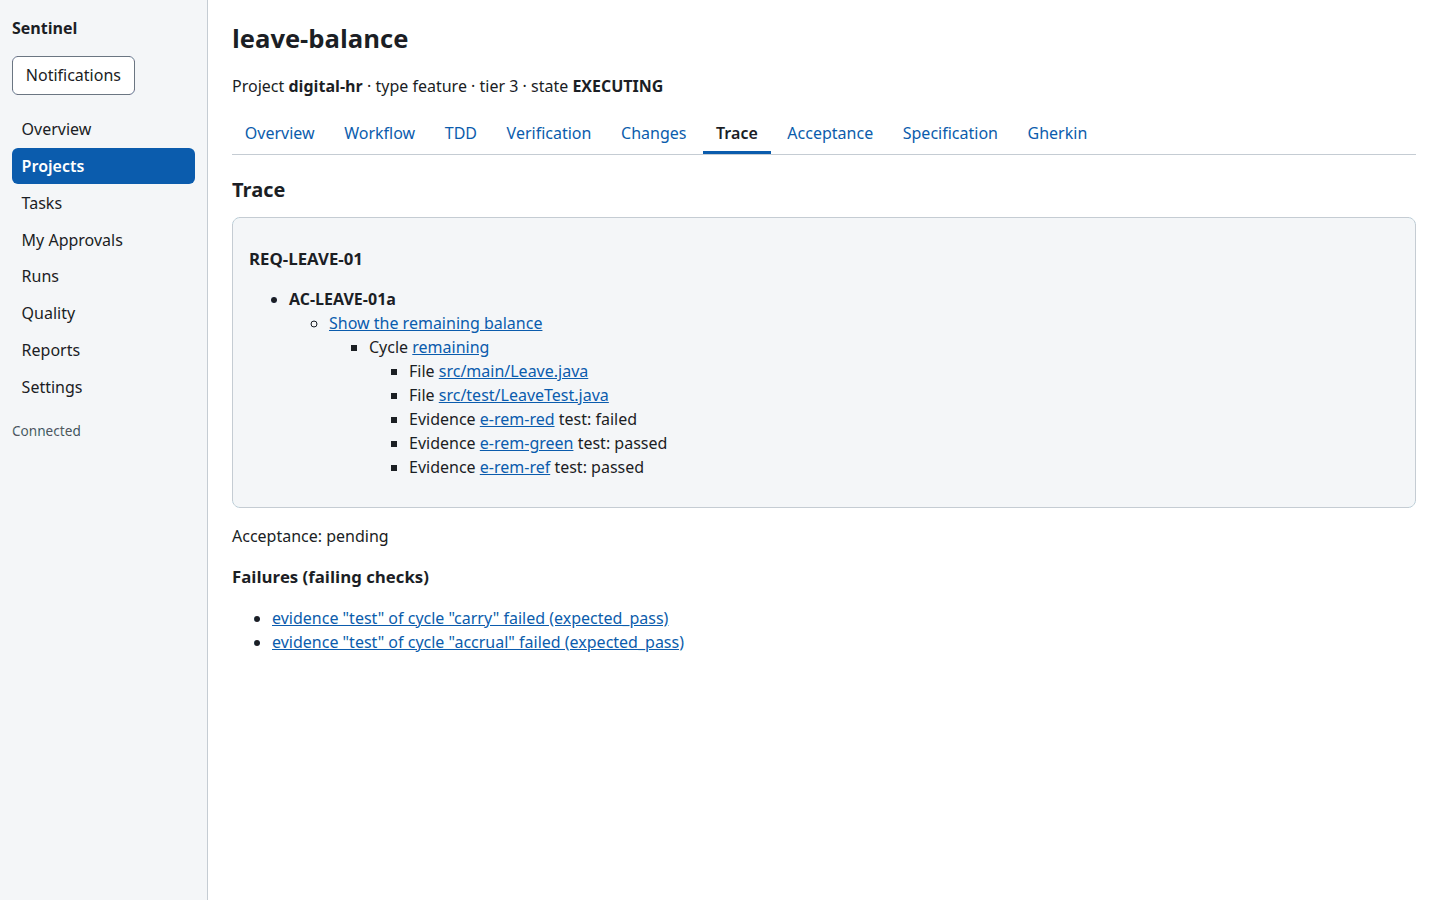 Sentinel
Notifications
Overview
Projects
Tasks
My Approvals
Runs
Quality
Reports
Settings
Connected
leave-balance
Project digital-hr · type feature · tier 3 · state EXECUTING
Overview Workflow TDD Verification Changes Trace Acceptance Specification Gherkin
Trace
REQ-LEAVE-01
AC-LEAVE-01a
Show the remaining balance
Cycle remaining
File src/main/Leave.java
File src/test/LeaveTest.java
Evidence e-rem-red test: failed
Evidence e-rem-green test: passed
Evidence e-rem-ref test: passed
Acceptance: pending
Failures (failing checks)
evidence "test" of cycle "carry" failed (expected_pass)
evidence "test" of cycle "accrual" failed (expected_pass)